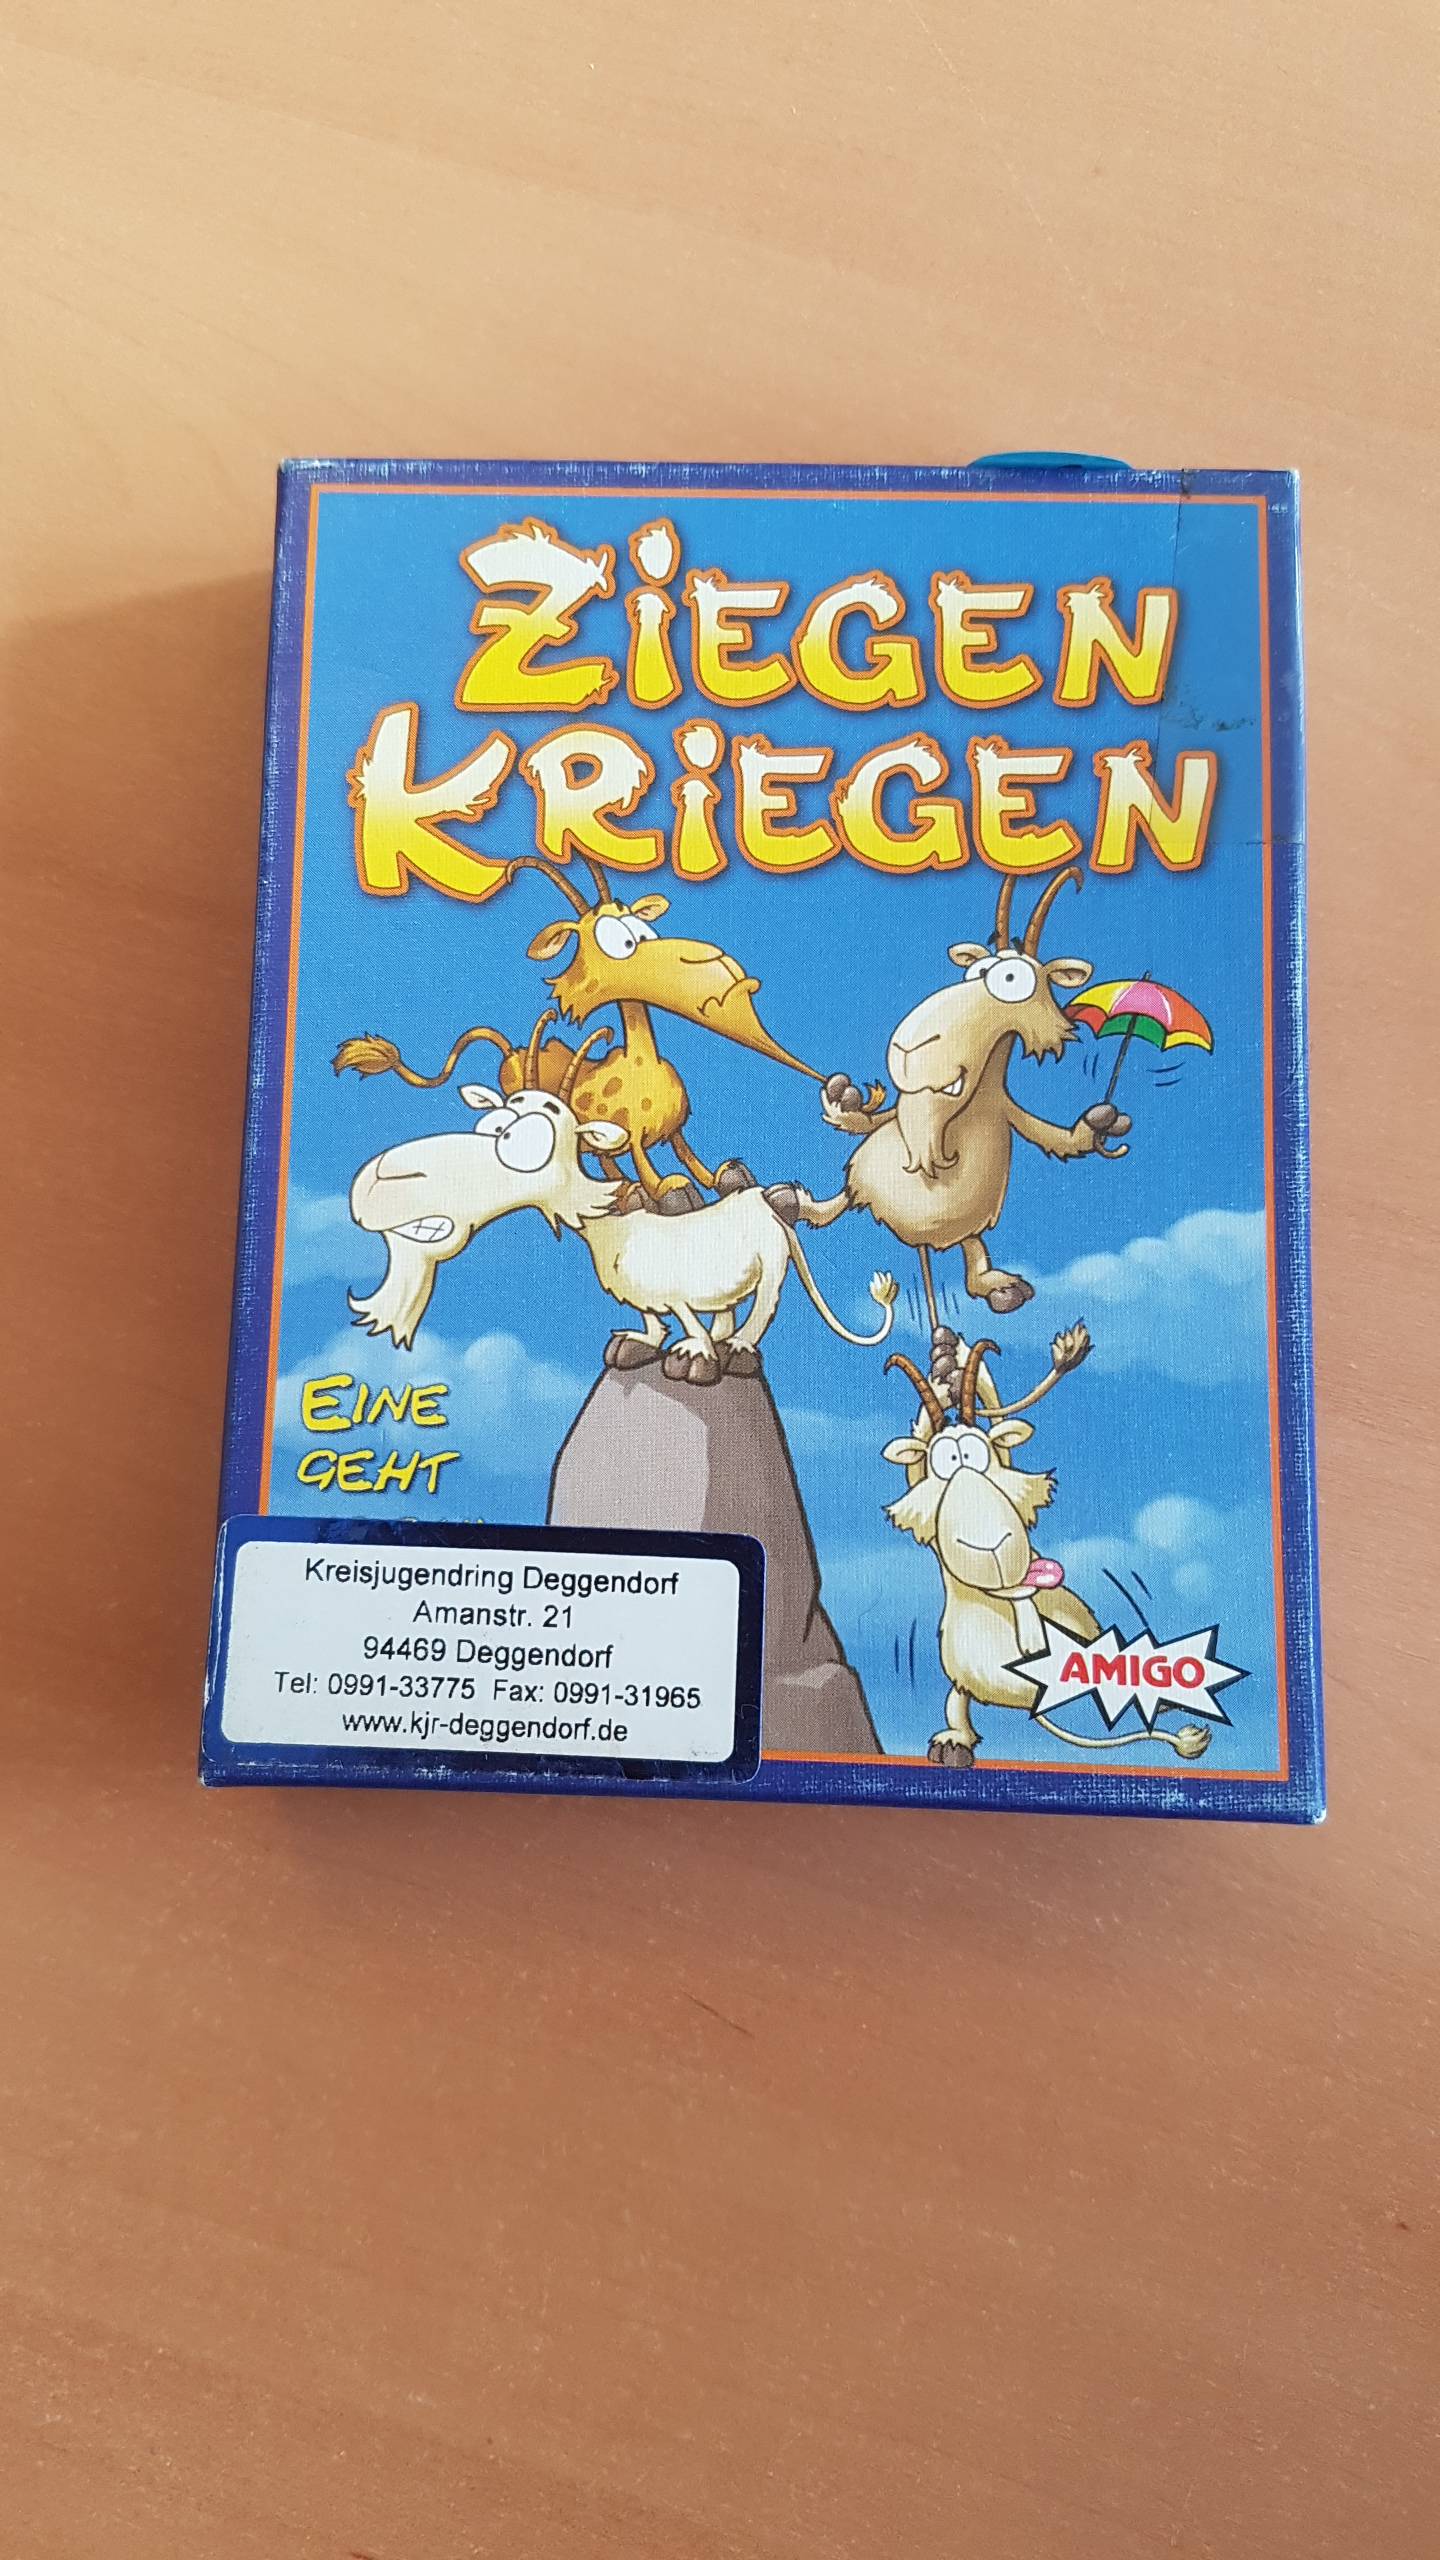 ZIEGEN
KRIEGEN
EINE
GEHT
Kreisjugendring Deggendorf
Amanstr. 21
94469 Deggendorf
Tel: 0991-33775 Fax: 0991-31965
www.kjr-deggendorf.de
AMIGO